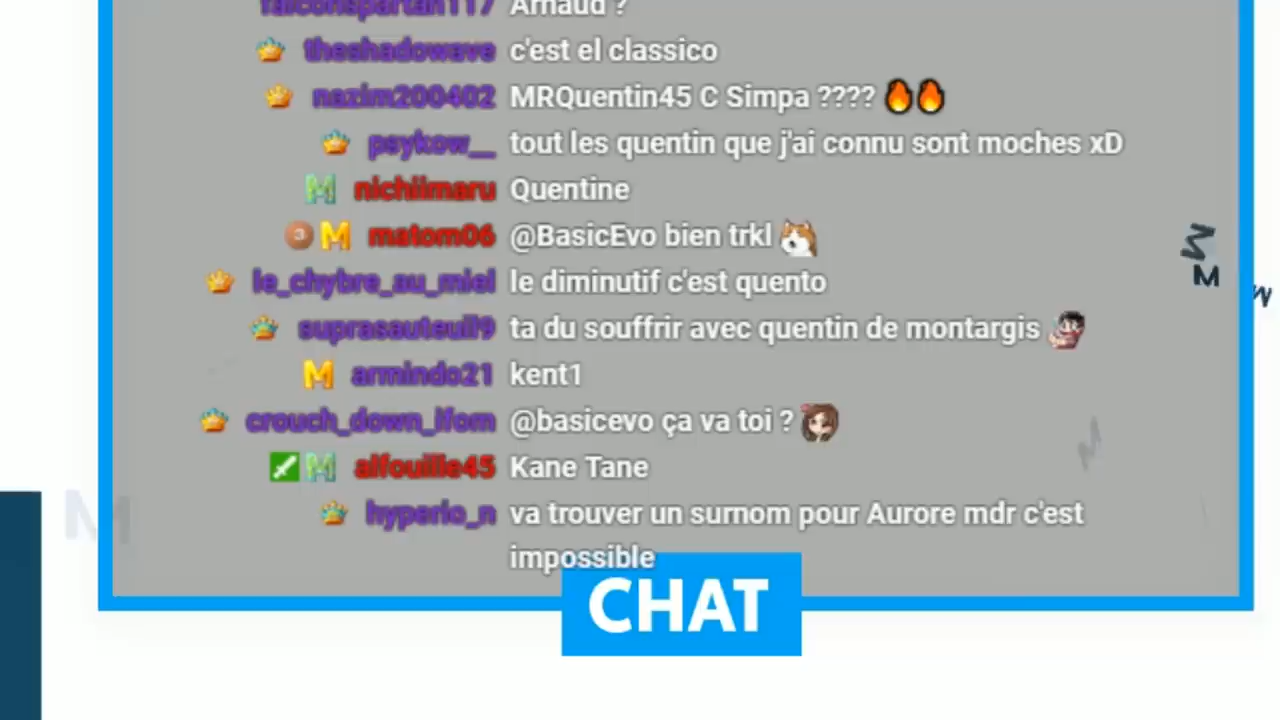 falconspartan117 Arnaud ?
theshadowave c'est el classico
nazim200402 MRQuentin45 C Simpa ????
psykow__ tout les quentin que j'ai connu sont moches xD
nichiimaru Quentine
matom06 @BasicEvo bien trkl
le_chybre_au_miel le diminutif c'est quento
suprasauteuil9 ta du souffrir avec quentin de montargis
armindo21 kent1
crouch_down_ifom @basicevo ça va toi ?
alfouille45 Kane Tane
hyperio_n va trouver un surnom pour Aurore mdr c'est
impossible
CHAT